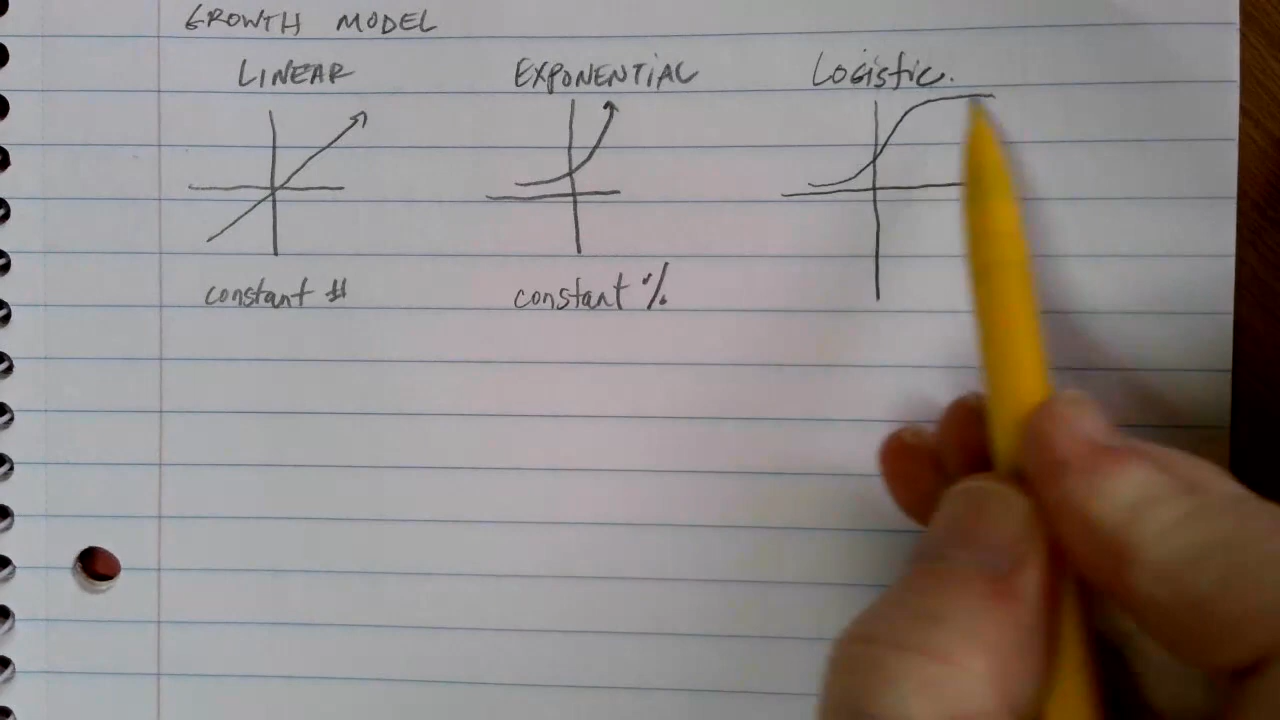 GROWTH MODEL
LINEAR EXPONENTIAL Logistic.
constant # constant %